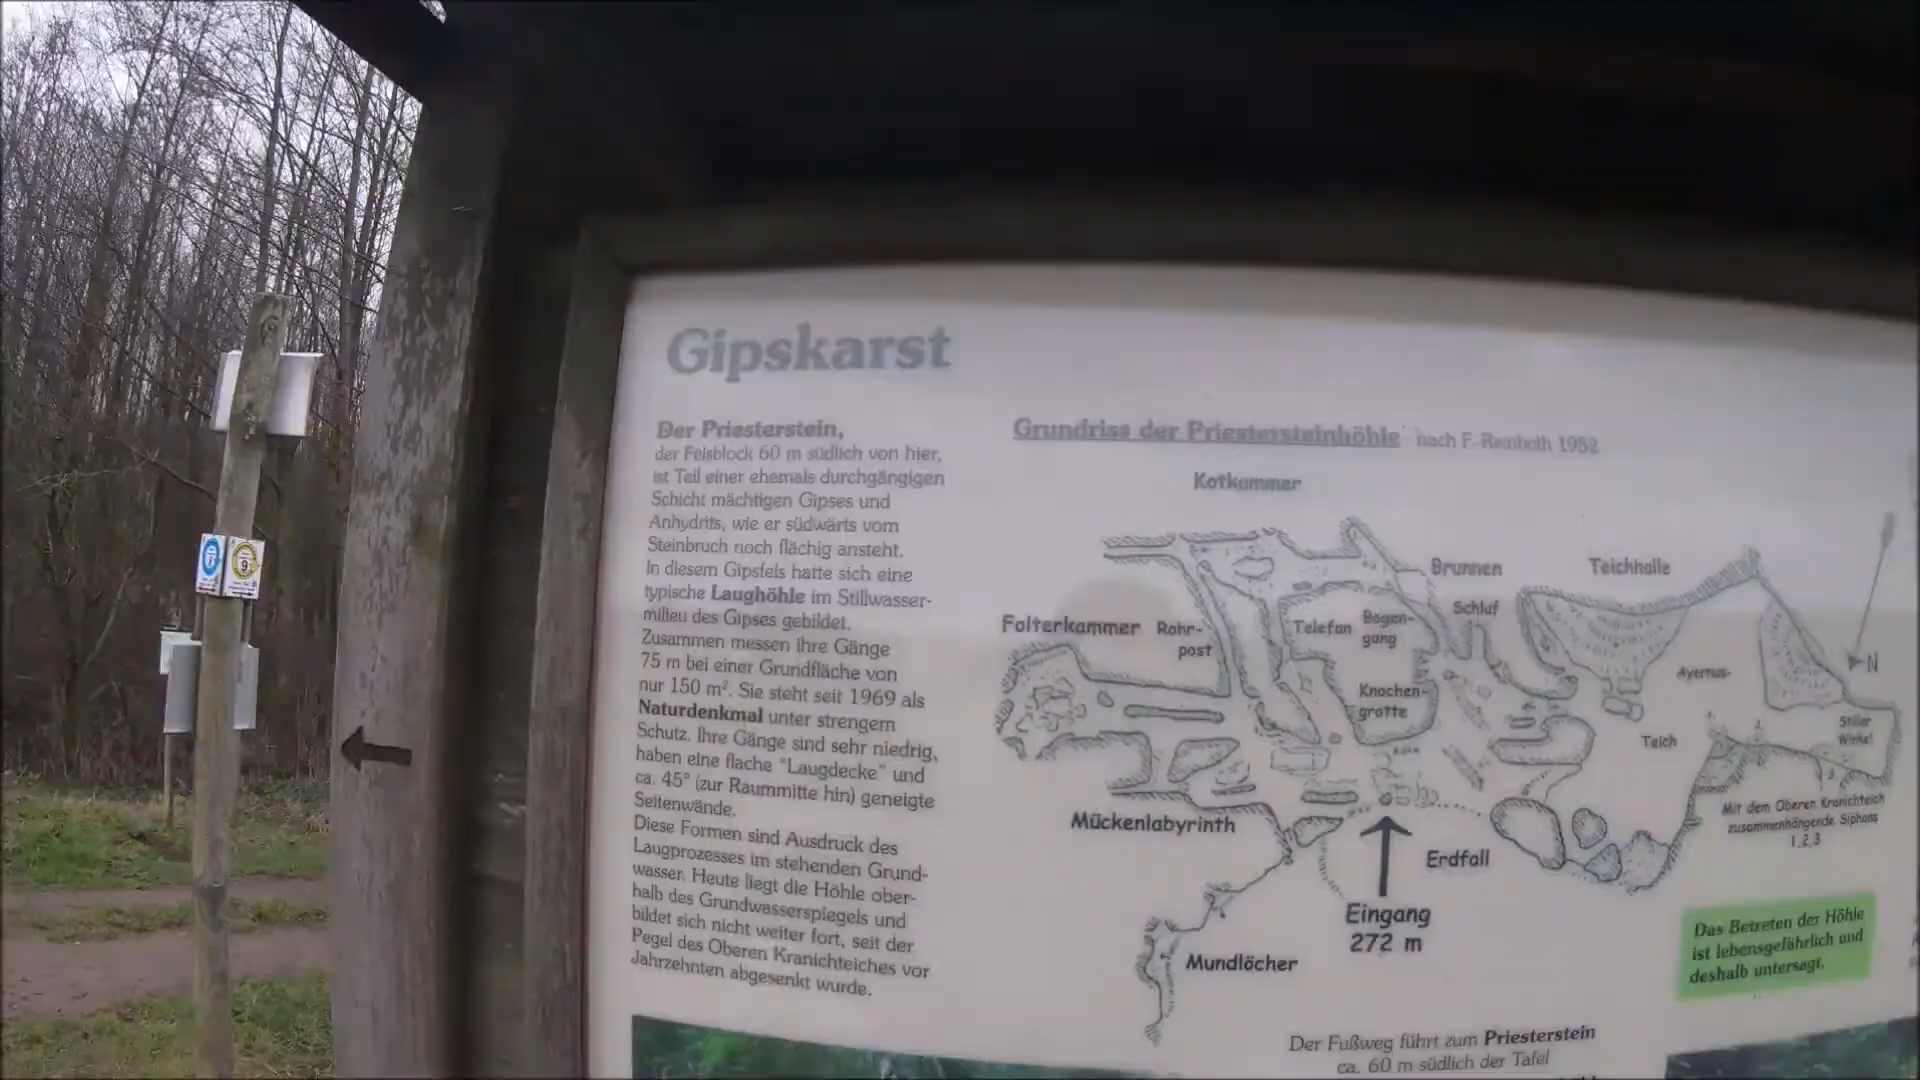 Gipskarst
Der Priesterstein,
der Felsblock 60 m südlich von hier,
ist Teil einer ehemals durchgängigen
Schicht mächtigen Gipses und
Anhydrits, wie er südwärts vom
Steinbruch noch flächig ansteht.
In diesem Gipsfels hatte sich eine
typische Laughöhle im Stillwasser-
milieu des Gipses gebildet.
Zusammen messen ihre Gänge
75 m bei einer Grundfläche von
nur 150 m². Sie steht seit 1969 als
Naturdenkmal unter strengem
Schutz. Ihre Gänge sind sehr niedrig,
haben eine flache "Laugdecke" und
ca. 45° (zur Raummitte hin) geneigte
Seitenwände.
Diese Formen sind Ausdruck des
Laugprozesses im stehenden Grund-
wasser. Heute liegt die Höhle ober-
halb des Grundwasserspiegels und
bildet sich nicht weiter fort, seit der
Pegel des Oberen Kranichteiches vor
Jahrzehnten abgesenkt wurde.
Grundriss der Priestersteinhöhle nach F. Reinboth 1952
Kotkammer
Brunnen
Teichhalle
Schluf
Folterkammer
Rohr-
post
Telefon
Bogen-
gang
Knochen-
grotte
N
Teich
Stiller
Winkel
Mit dem Oberen Kranichteich
zusammenhängende Siphons
1,2,3
Mückenlabyrinth
Erdfall
Eingang
272 m
Mundlöcher
Das Betreten der Höhle
ist lebensgefährlich und
deshalb untersagt.
Der Fußweg führt zum Priesterstein
ca. 60 m südlich der Tafel
9